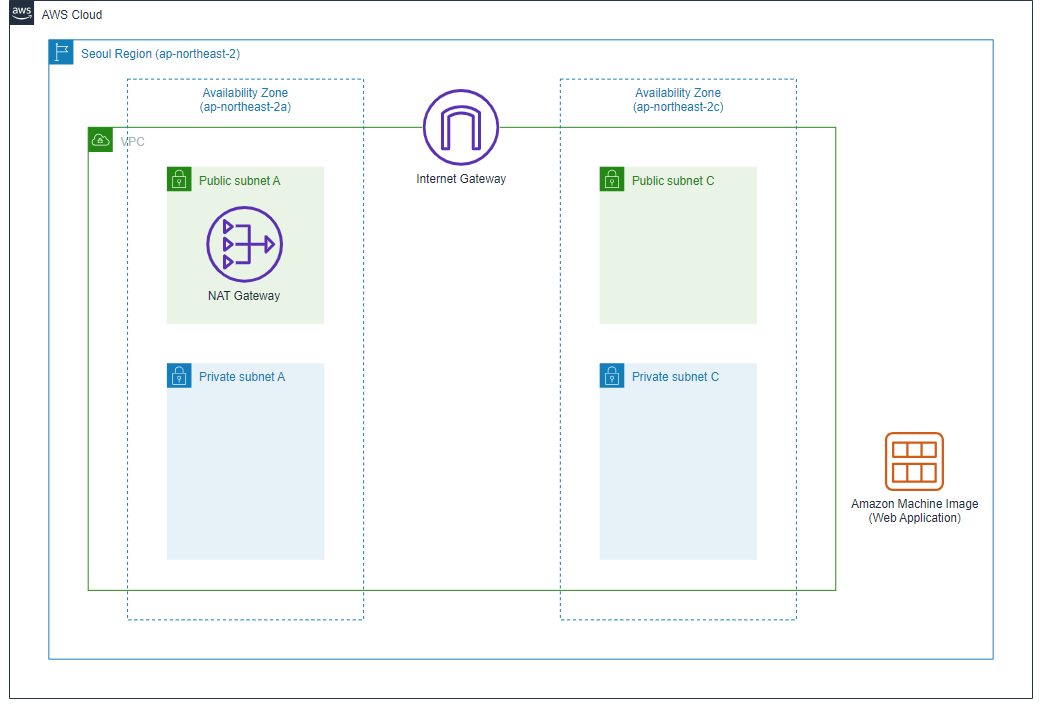 aws
AWS Cloud
Seoul Region (ap-northeast-2)
Availability Zone
(ap-northeast-2a)
Availability Zone
(ap-northeast-2c)
VPC
Internet Gateway
Public subnet A
Public subnet C
NAT Gateway
Private subnet A
Private subnet C
Amazon Machine Image
(Web Application)